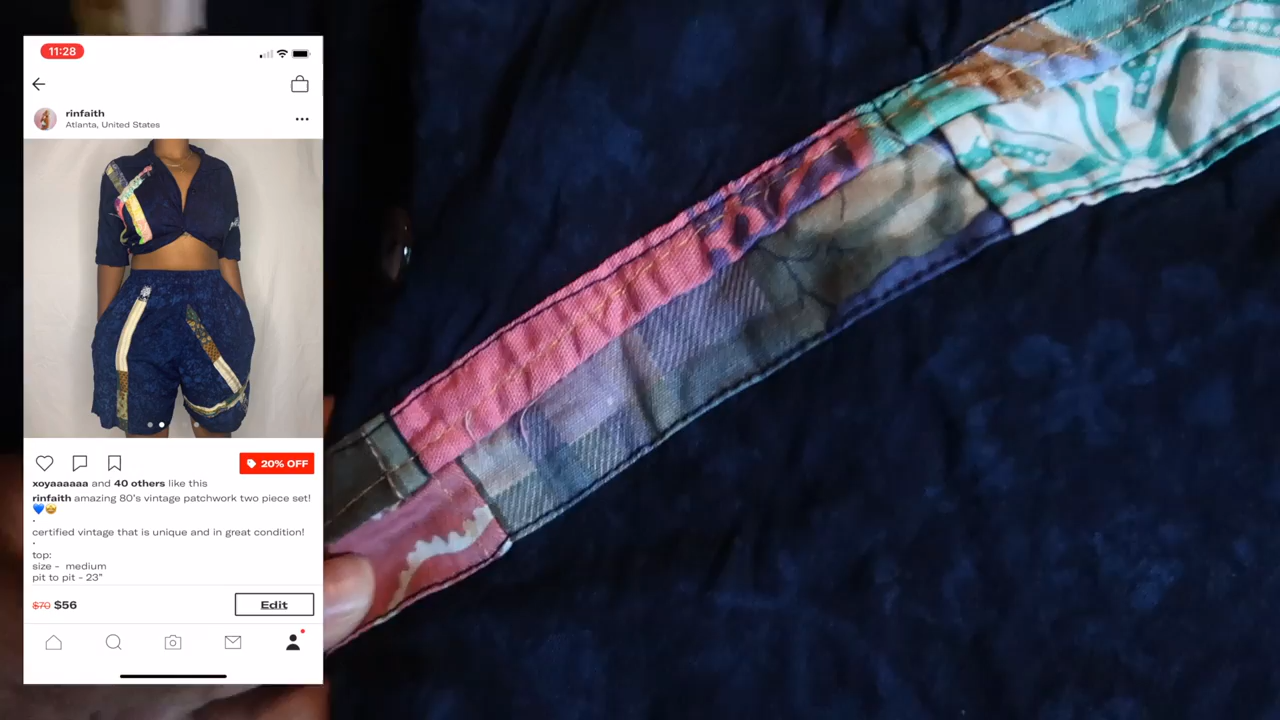 11:28
rinfaith
Atlanta, United States
20% OFF
xoyaaaaaa and 40 others like this
rinfaith amazing 80's vintage patchwork two piece set!
💙🤩
.
certified vintage that is unique and in great condition!
.
top:
size - medium
pit to pit - 23"
$70 $56
Edit